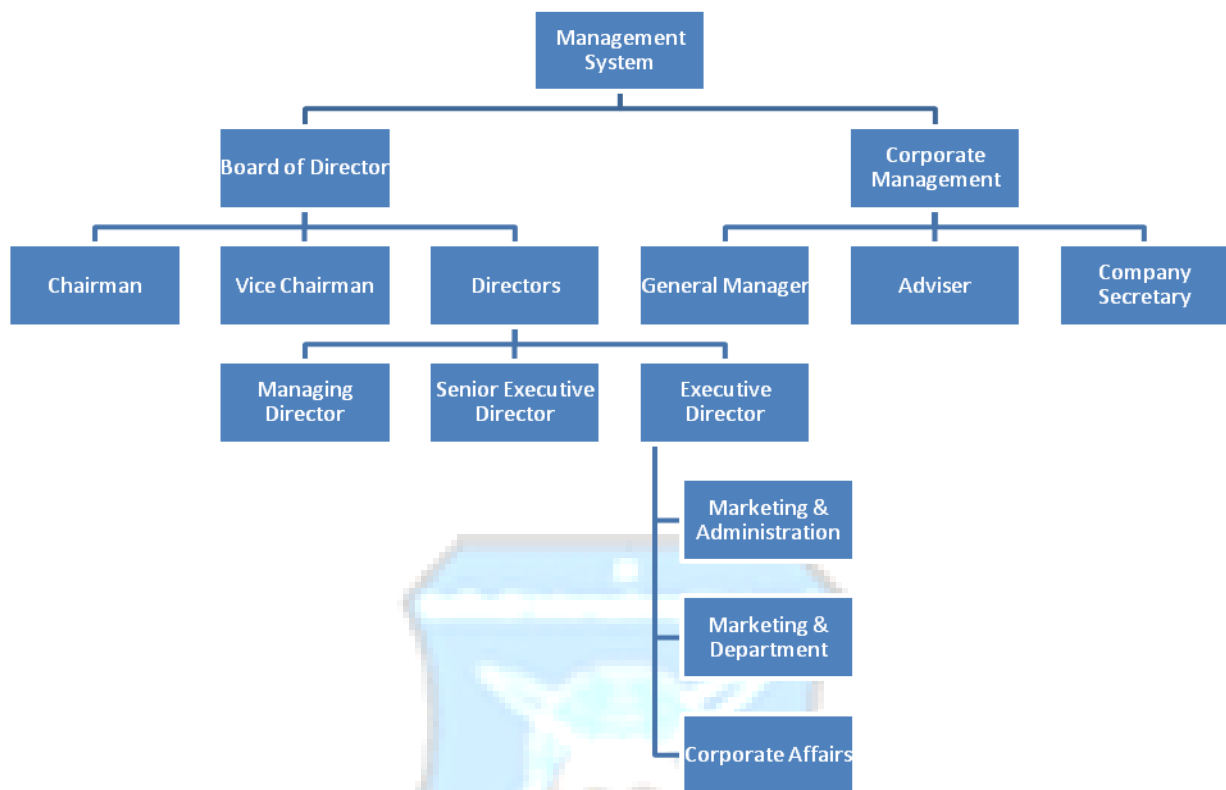 Management
System
Board of Director
Corporate
Management
Chairman
Vice Chairman
Directors
General Manager
Adviser
Company
Secretary
Managing
Director
Senior Executive
Director
Executive
Director
Marketing &
Administration
Marketing &
Department
Corporate Affairs